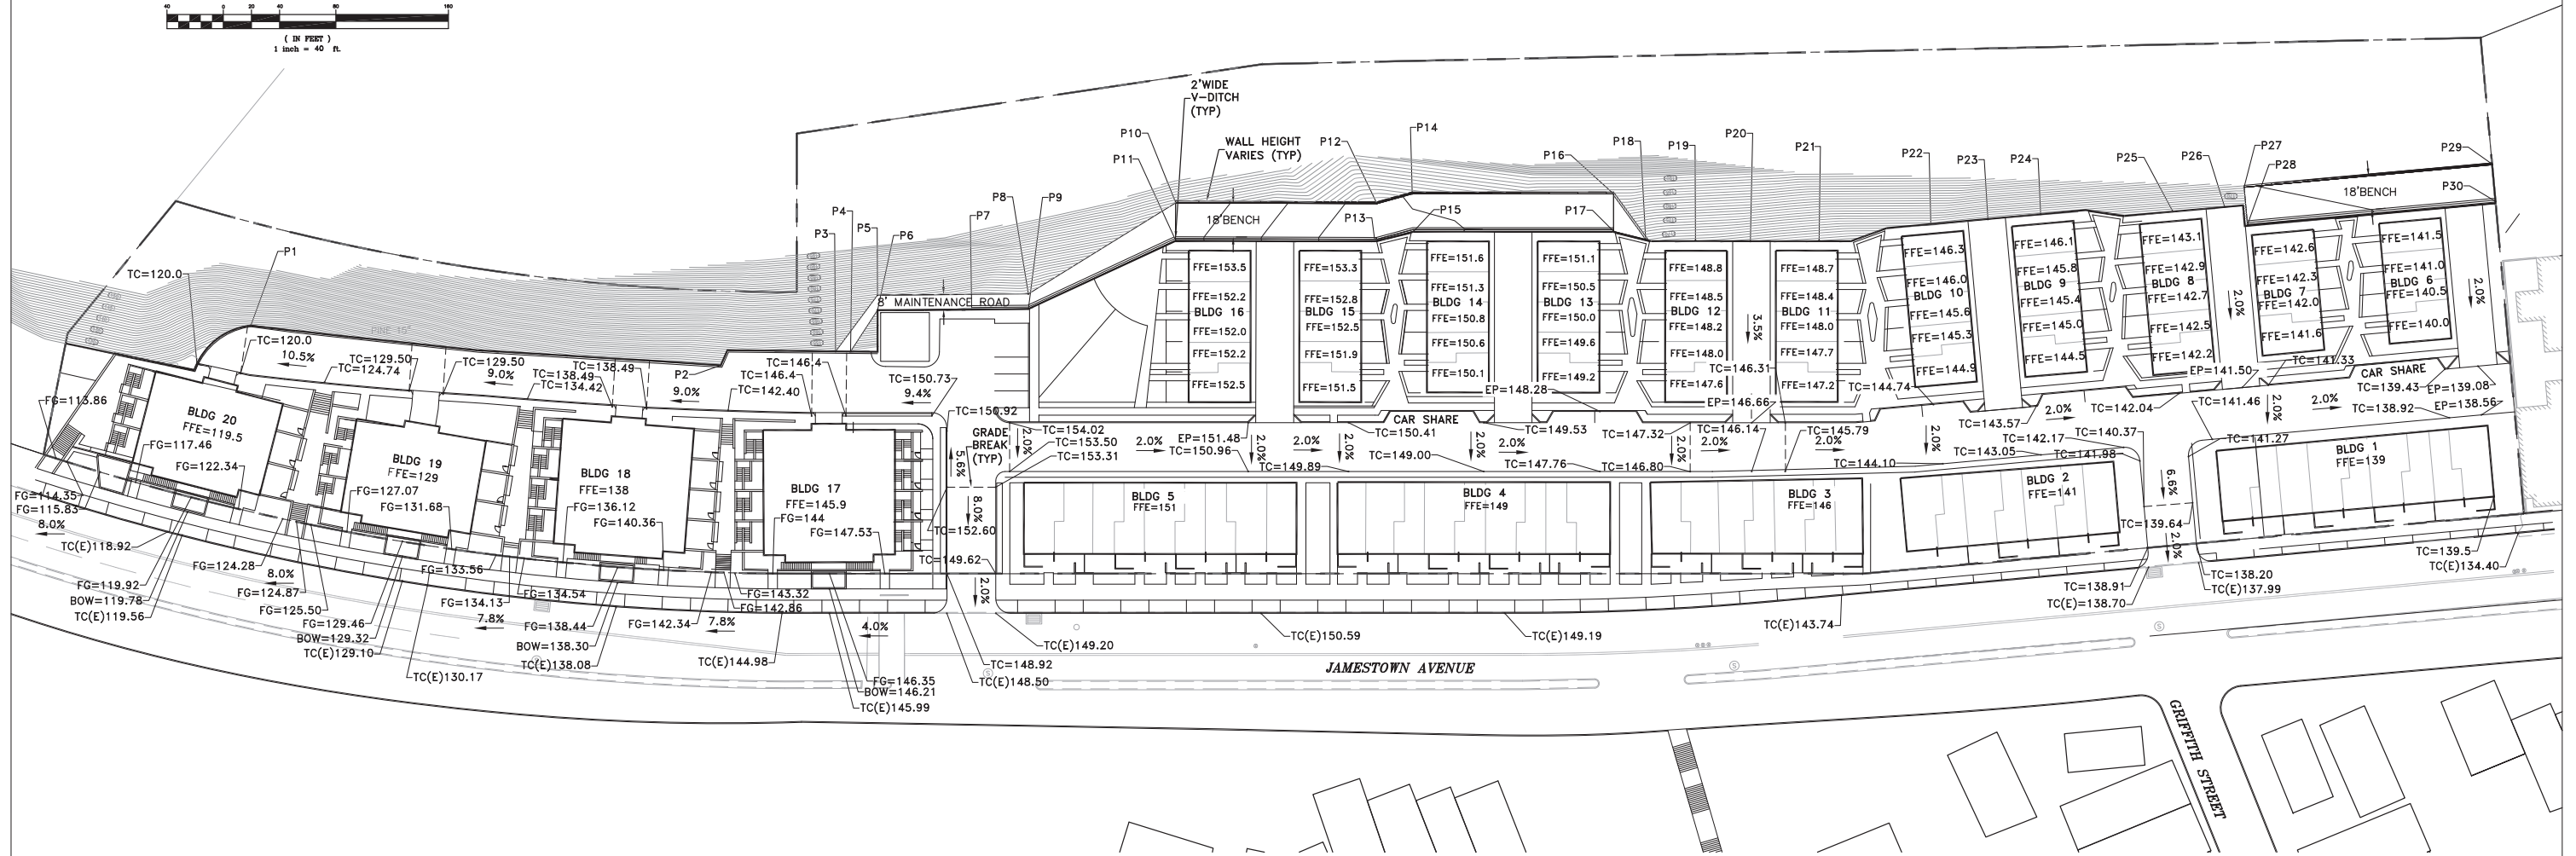 40 0 20 40 80 160
( IN FEET )
1 inch = 40 ft.
2'WIDE
V-DITCH
(TYP)
WALL HEIGHT
VARIES (TYP)
P1
P2
P3
P4
P5
P6
P7
P8
P9
P10
P11
P12
P13
P14
P15
P16
P17
P18
P19
P20
P21
P22
P23
P24
P25
P26
P27
P28
P29
P30
18'BENCH
18'BENCH
8' MAINTENANCE ROAD
PINE 15"
TC=120.0
TC=120.0
10.5%
TC=124.74
TC=129.50
9.0%
TC=129.50
TC=134.42
TC=138.49
TC=138.49
9.0%
TC=142.40
TC=146.4
TC=146.4
TC=150.73
9.4%
TC=150.92
TC=154.02
TC=153.50
TC=153.31
GRADE
BREAK
(TYP)
5.6%
8.0%
2.0%
2.0%
TC=152.60
TC=149.62
FFE=153.5
FFE=152.2
BLDG 16
FFE=152.0
FFE=152.2
FFE=152.5
FFE=153.3
FFE=152.8
BLDG 15
FFE=152.5
FFE=151.9
FFE=151.5
FFE=151.6
FFE=151.3
BLDG 14
FFE=150.8
FFE=150.6
FFE=150.1
FFE=151.1
FFE=150.5
BLDG 13
FFE=150.0
FFE=149.6
FFE=149.2
FFE=148.8
FFE=148.5
BLDG 12
FFE=148.2
FFE=148.0
FFE=147.6
3.5%
FFE=148.7
FFE=148.4
BLDG 11
FFE=148.0
FFE=147.7
FFE=147.2
FFE=146.3
FFE=146.0
BLDG 10
FFE=145.6
FFE=145.3
FFE=144.9
FFE=146.1
FFE=145.8
BLDG 9
FFE=145.4
FFE=145.0
FFE=144.5
FFE=143.1
FFE=142.9
BLDG 8
FFE=142.7
FFE=142.5
FFE=142.2
2.0%
FFE=142.6
FFE=142.3
BLDG 7
FFE=142.0
FFE=141.6
FFE=141.5
FFE=141.0
BLDG 6
FFE=140.5
FFE=140.0
2.0%
2.0%
EP=151.48
TC=150.96
2.0%
2.0%
TC=149.89
2.0%
CAR SHARE
TC=150.41
TC=149.00
2.0%
2.0%
EP=148.28
TC=149.53
TC=147.76
TC=147.32
TC=146.80
2.0%
EP=146.66
TC=146.31
TC=146.14
2.0%
TC=145.79
2.0%
TC=144.74
TC=144.10
2.0%
TC=143.57
TC=143.05
2.0%
TC=142.04
TC=142.17
TC=140.37
TC=141.98
EP=141.50
TC=141.46
TC=141.33
TC=141.27
2.0%
2.0%
CAR SHARE
TC=139.43
EP=139.08
TC=138.92
EP=138.56
BLDG 20
FFE=119.5
FG=113.86
FG=117.46
FG=122.34
BLDG 19
FFE=129
FG=127.07
FG=131.68
BLDG 18
FFE=138
FG=136.12
FG=140.36
BLDG 17
FFE=145.9
FG=144
FG=147.53
BLDG 5
FFE=151
BLDG 4
FFE=149
BLDG 3
FFE=146
BLDG 2
FFE=141
BLDG 1
FFE=139
6.6%
TC=139.64
2.0%
TC=139.5
TC(E)134.40
TC=138.91
TC(E)=138.70
TC=138.20
TC(E)137.99
FG=114.35
FG=115.83
8.0%
TC(E)118.92
FG=119.92
BOW=119.78
TC(E)119.56
FG=124.28
8.0%
FG=124.87
FG=125.50
FG=129.46
BOW=129.32
TC(E)129.10
TC(E)130.17
FG=133.56
FG=134.13
7.8%
FG=134.54
FG=138.44
BOW=138.30
TC(E)138.08
FG=142.34
7.8%
FG=143.32
FG=142.86
TC(E)144.98
4.0%
FG=146.35
BOW=146.21
TC(E)145.99
TC=148.92
TC(E)148.50
TC(E)149.20
TC(E)150.59
TC(E)149.19
TC(E)143.74
JAMESTOWN AVENUE
GRIFFITH STREET
S
S
S
S